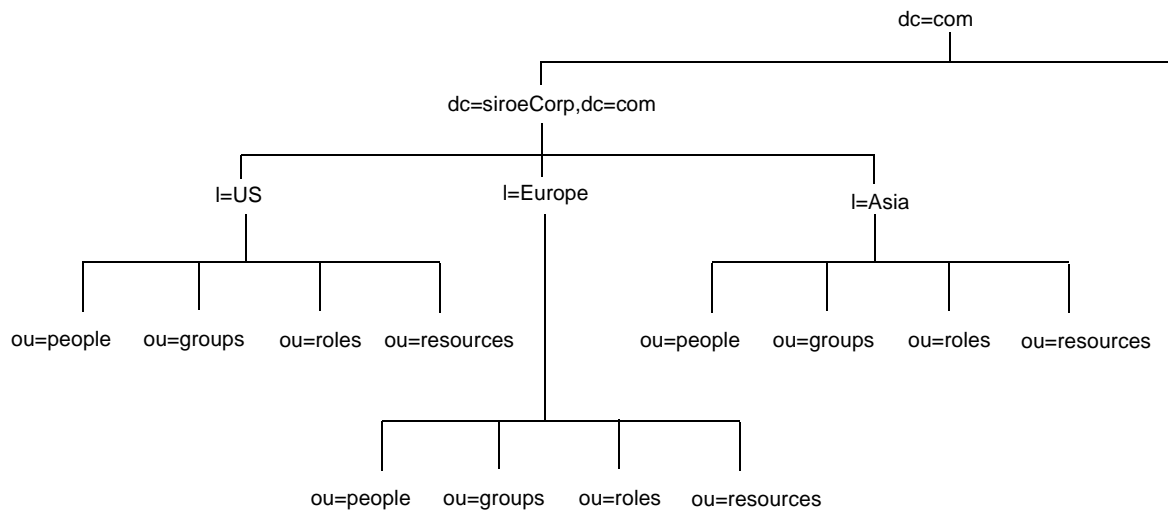 dc=com
dc=siroeCorp,dc=com
l=US
l=Europe
l=Asia
ou=people ou=groups ou=roles ou=resources
ou=people ou=groups ou=roles ou=resources
ou=people ou=groups ou=roles ou=resources